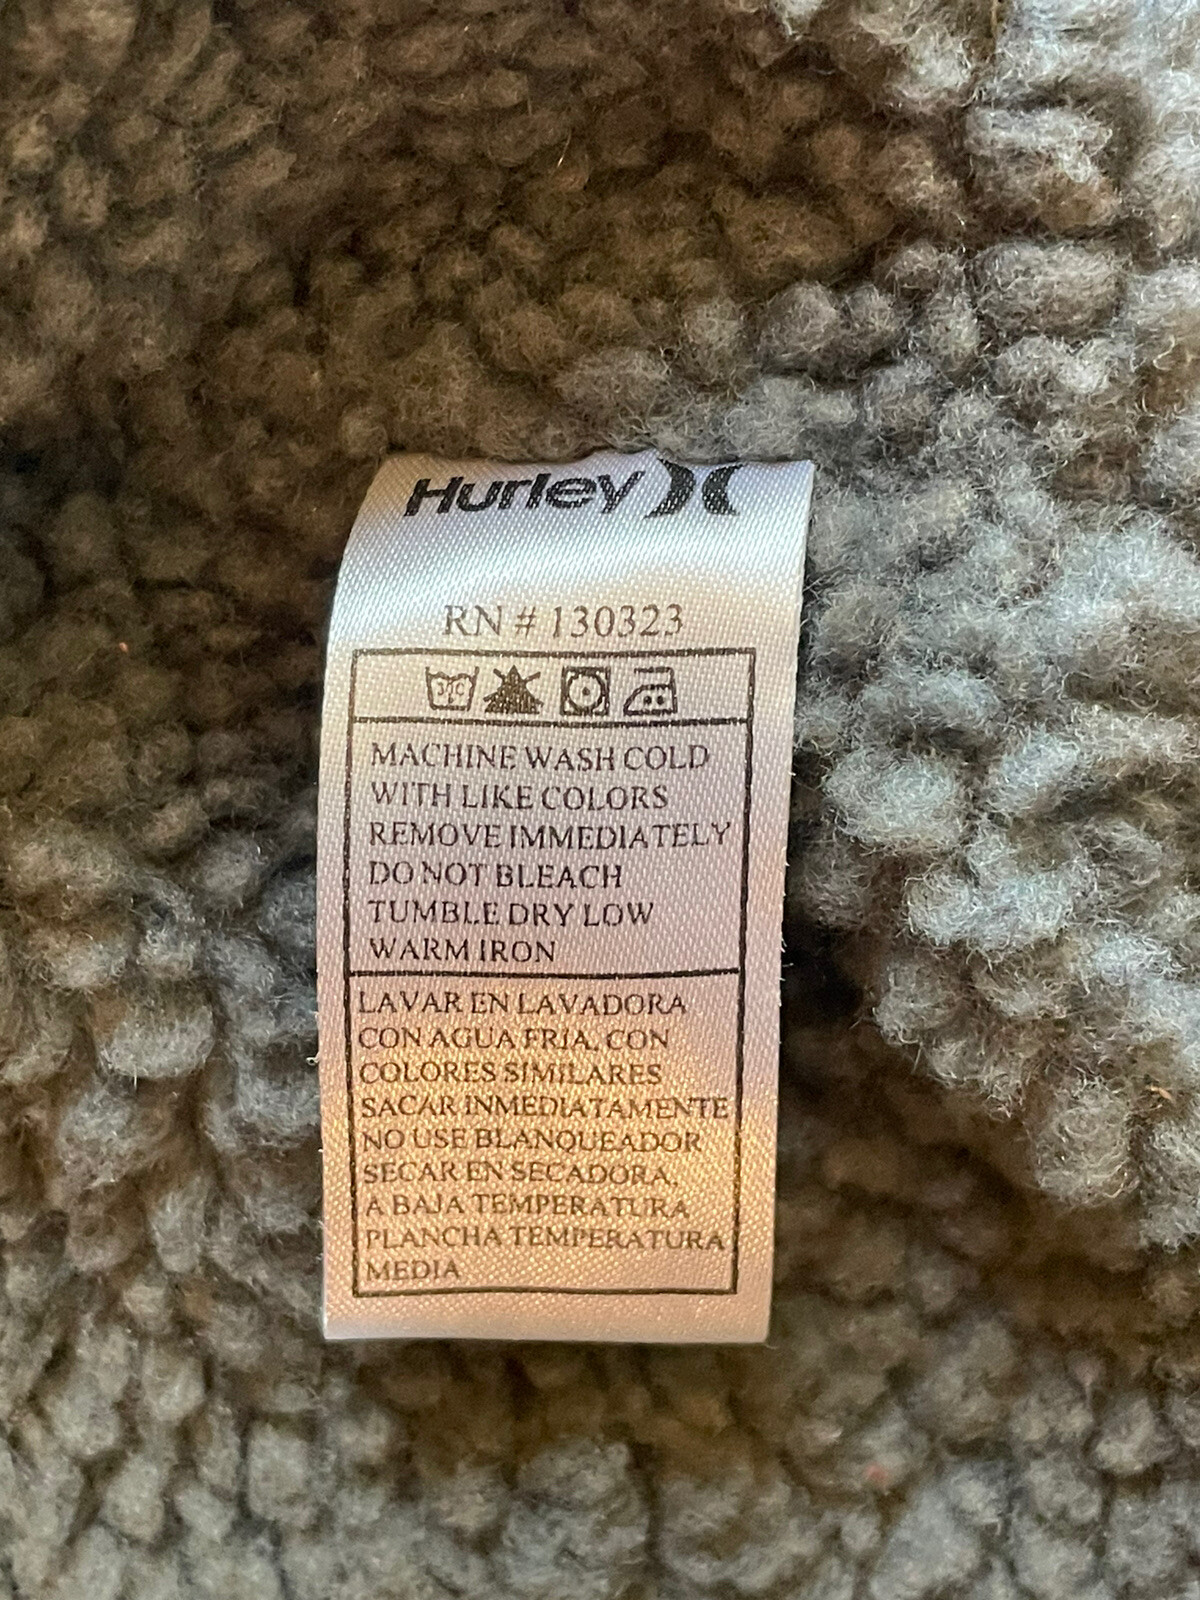 Hurley
RN # 130323
MACHINE WASH COLD
WITH LIKE COLORS
REMOVE IMMEDIATELY
DO NOT BLEACH
TUMBLE DRY LOW
WARM IRON
LAVAR EN LAVADORA
CON AGUA FRIA, CON
COLORES SIMILARES
SACAR INMEDIATAMENTE
NO USE BLANQUEADOR
SECAR EN SECADORA,
A BAJA TEMPERATURA
PLANCHA TEMPERATURA
MEDIA